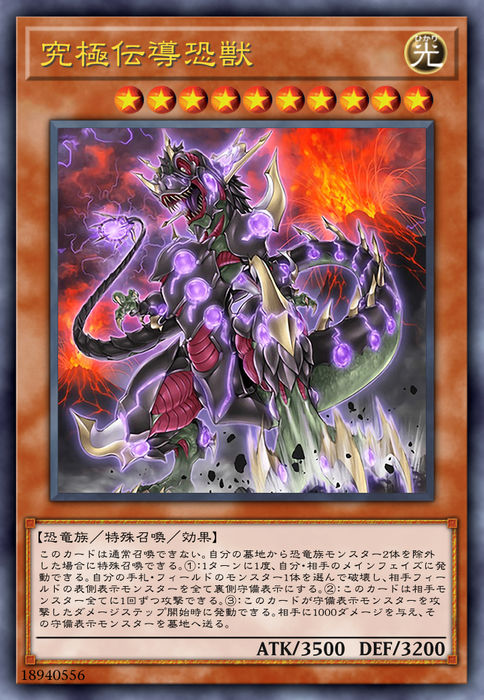 究極伝導恐獣
ひかり
光
【恐竜族／特殊召喚／効果】
このカードは通常召喚できない。自分の墓地から恐竜族モンスター2体を除外
した場合に特殊召喚できる。①:1ターンに1度、自分・相手のメインフェイズに発
動できる。自分の手札・フィールドのモンスター1体を選んで破壊し、相手フィール
ドの表側表示モンスターを全て裏側守備表示にする。②:このカードは相手モ
ンスター全てに1回ずつ攻撃できる。③:このカードが守備表示モンスターを攻
撃したダメージステップ開始時に発動できる。相手に1000ダメージを与え、そ
の守備表示モンスターを墓地へ送る。
ATK/3500 DEF/3200
18940556